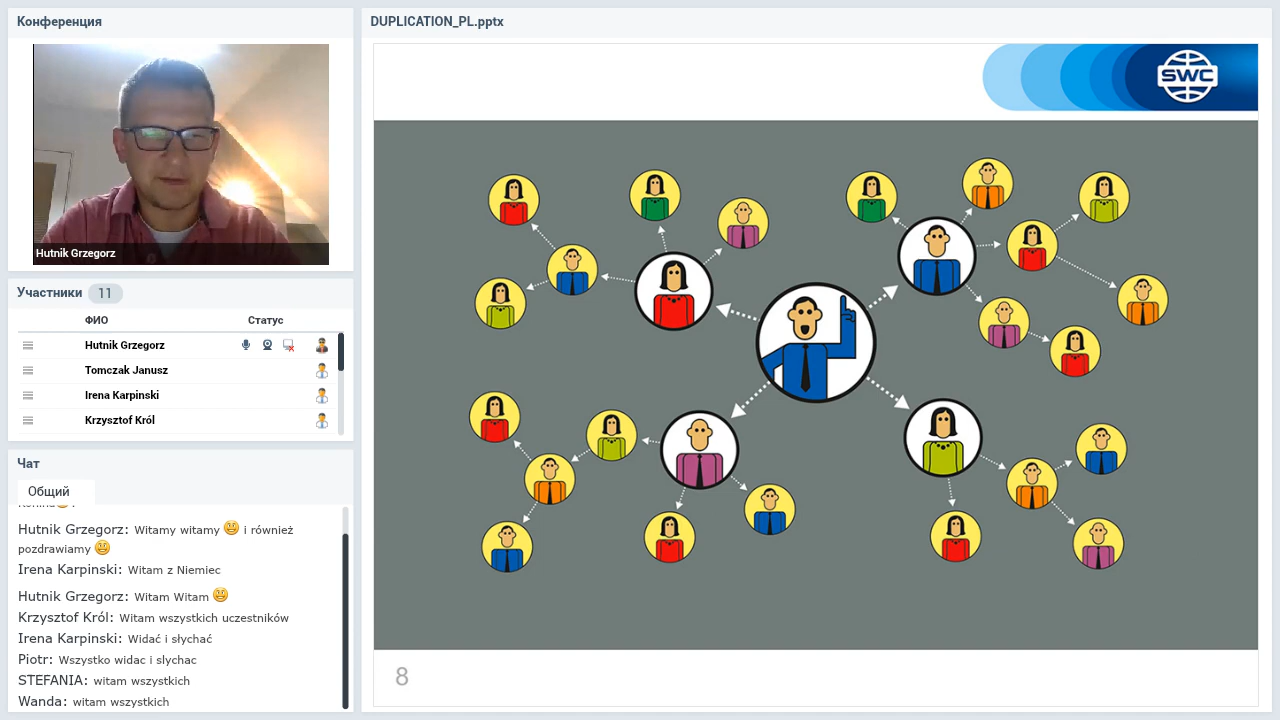 Конференция
Hutnik Grzegorz
Участники 11
ФИО Статус
Hutnik Grzegorz
Tomczak Janusz
Irena Karpinski
Krzysztof Król
Чат
Общий
Hutnik Grzegorz: Witamy witamy i również
pozdrawiamy
Irena Karpinski: Witam z Niemiec
Hutnik Grzegorz: Witam Witam
Krzysztof Król: Witam wszystkich uczestników
Irena Karpinski: Widać i słychać
Piotr: Wszystko widac i slychac
STEFANIA: witam wszystkich
Wanda: witam wszystkich
DUPLICATION_PL.pptx
SWC
8